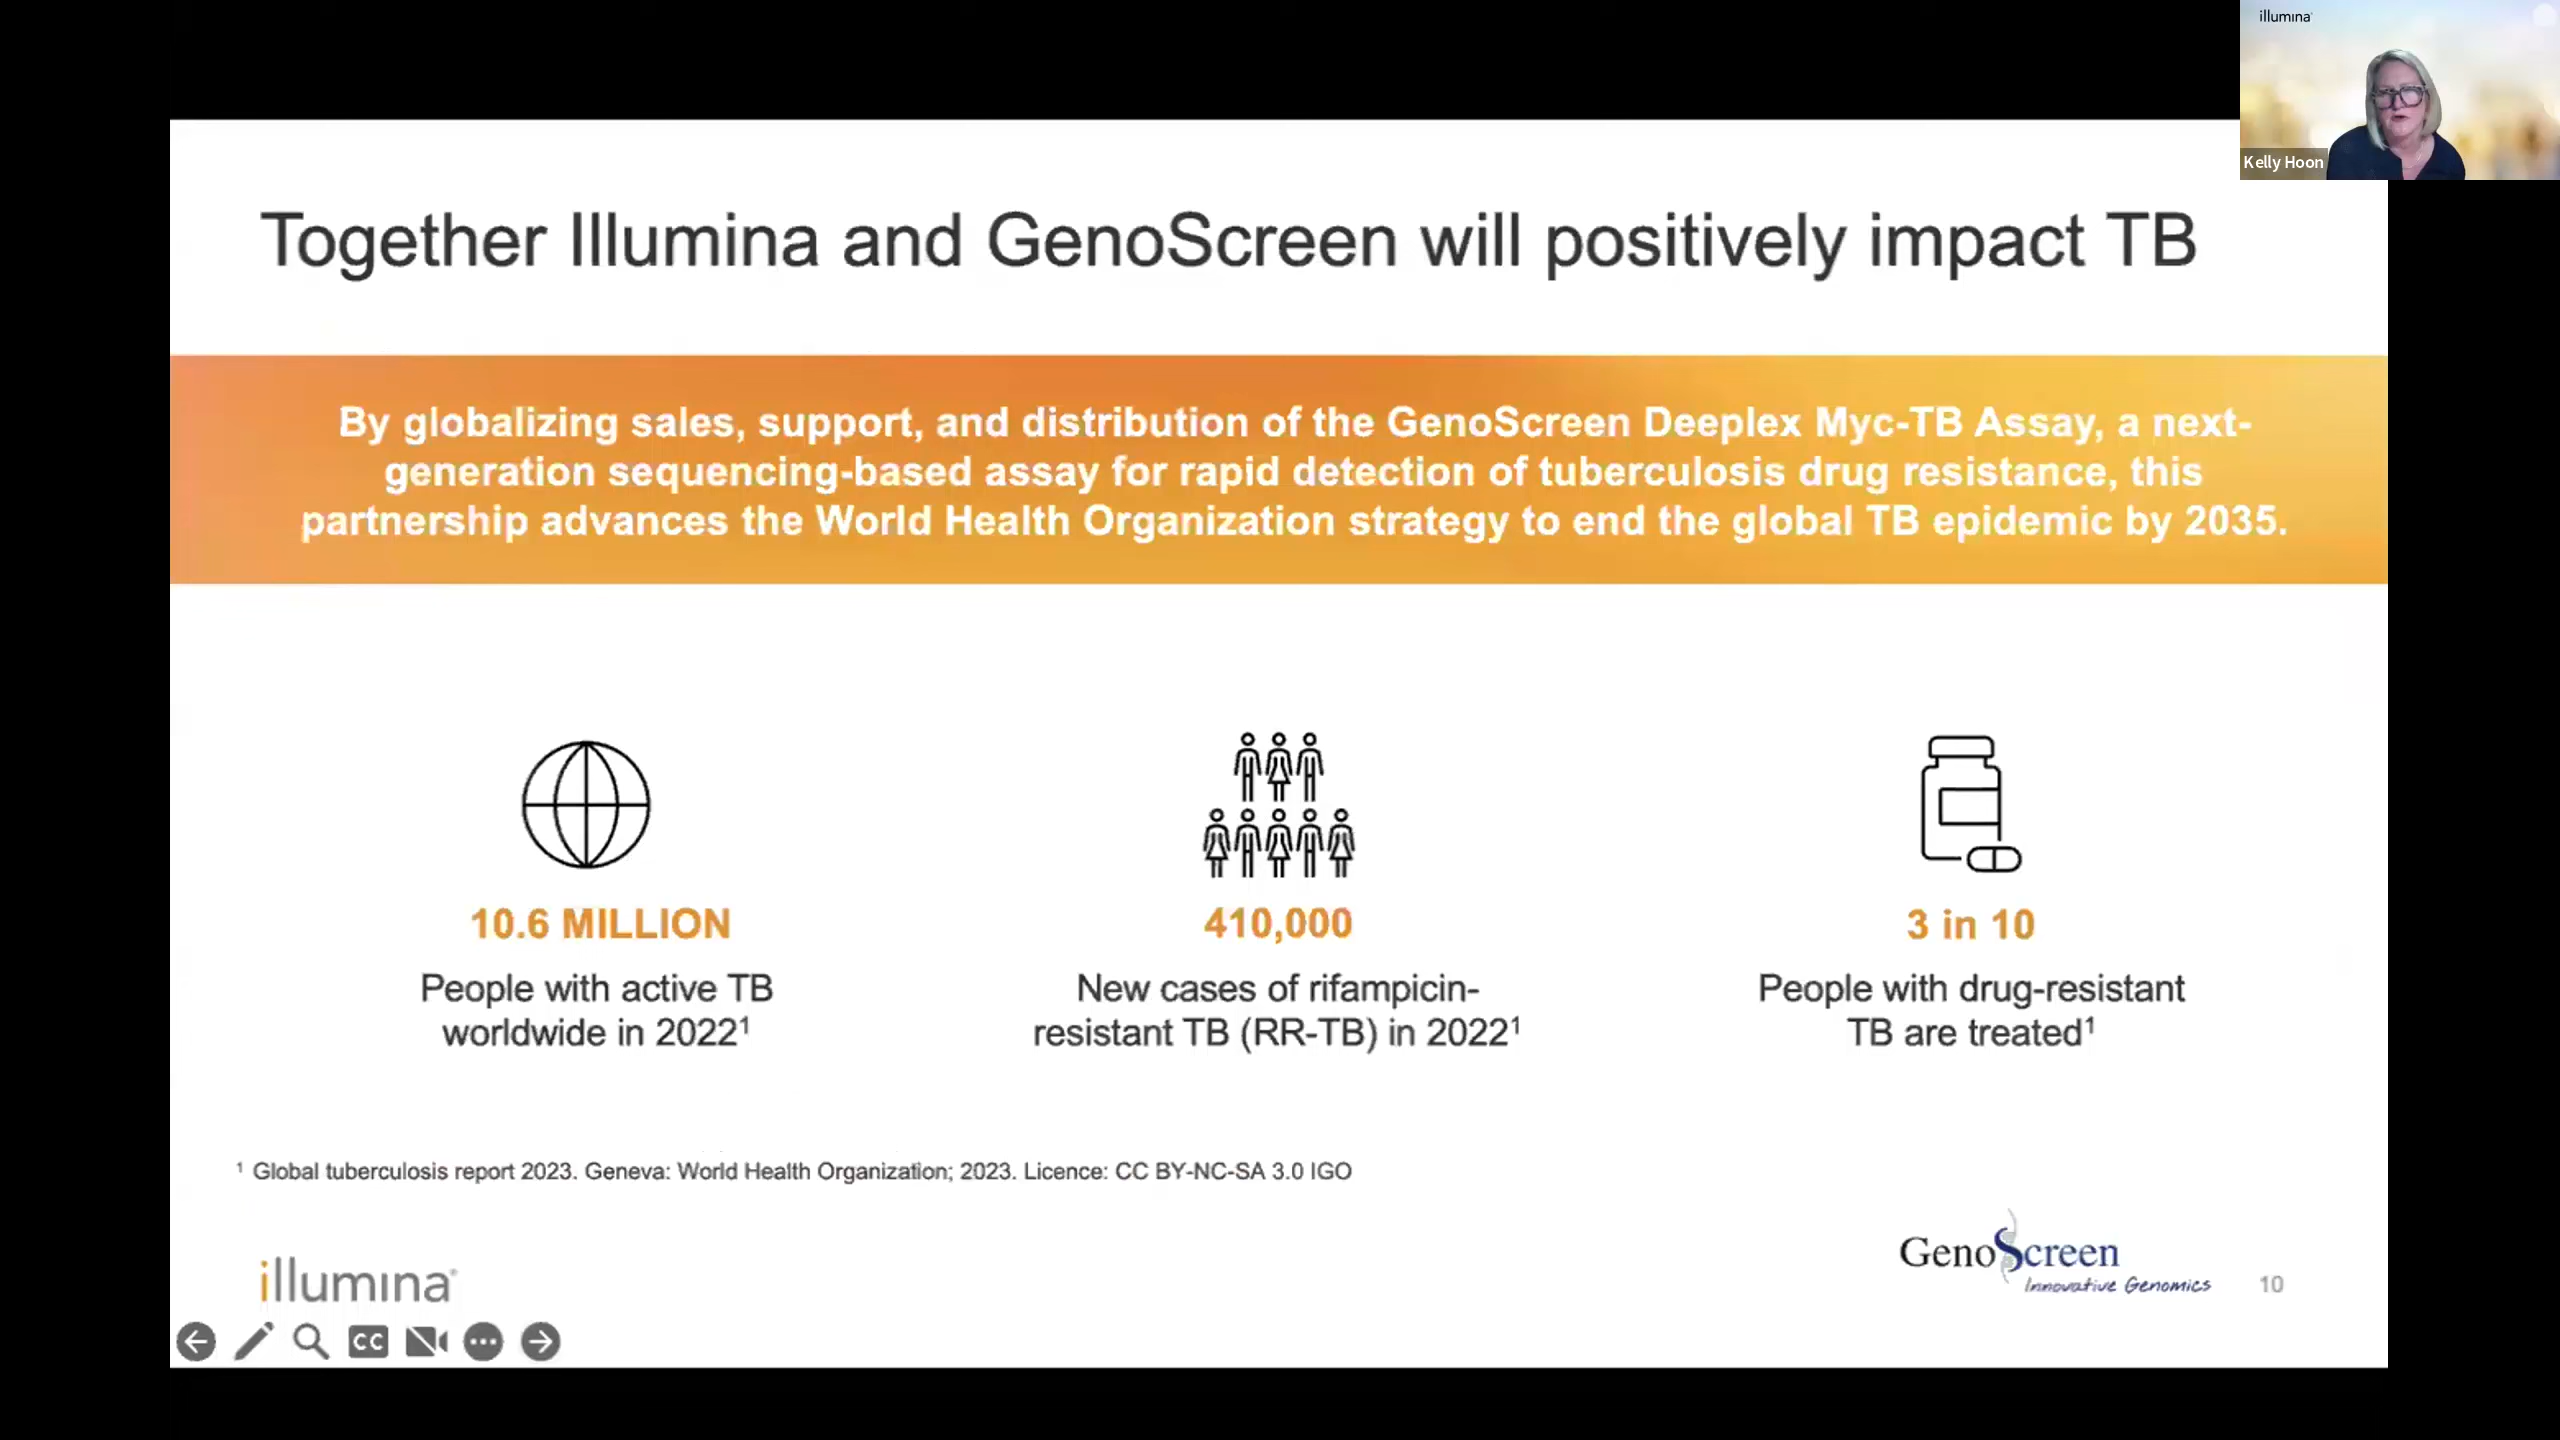 illumina
Kelly Hoon
Together Illumina and GenoScreen will positively impact TB
By globalizing sales, support, and distribution of the GenoScreen Deeplex Myc-TB Assay, a next-
generation sequencing-based assay for rapid detection of tuberculosis drug resistance, this
partnership advances the World Health Organization strategy to end the global TB epidemic by 2035.
10.6 MILLION
People with active TB
worldwide in 2022¹
410,000
New cases of rifampicin-
resistant TB (RR-TB) in 2022¹
3 in 10
People with drug-resistant
TB are treated¹
¹ Global tuberculosis report 2023. Geneva: World Health Organization; 2023. Licence: CC BY-NC-SA 3.0 IGO
illumina®
GenoScreen
Innovative Genomics
10
CC